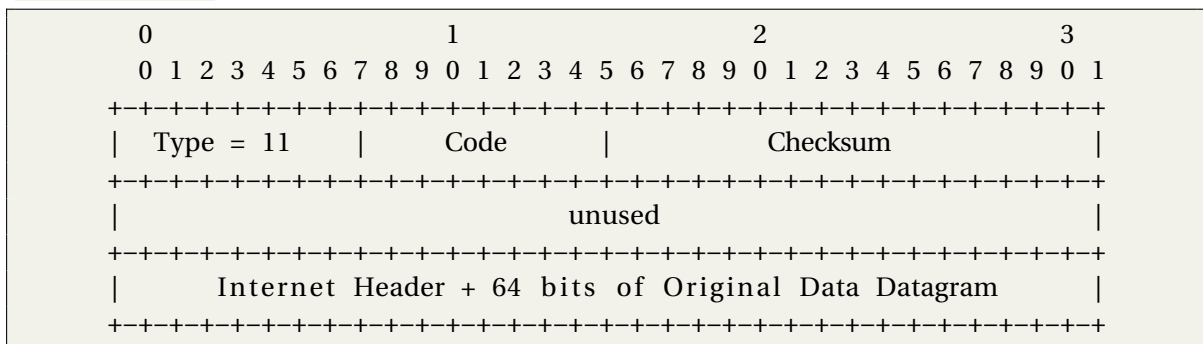 0 1 2 3
0 1 2 3 4 5 6 7 8 9 0 1 2 3 4 5 6 7 8 9 0 1 2 3 4 5 6 7 8 9 0 1
+-+-+-+-+-+-+-+-+-+-+-+-+-+-+-+-+-+-+-+-+-+-+-+-+-+-+-+-+-+-+-+-+
| Type = 11 | Code | Checksum |
+-+-+-+-+-+-+-+-+-+-+-+-+-+-+-+-+-+-+-+-+-+-+-+-+-+-+-+-+-+-+-+-+
| unused |
+-+-+-+-+-+-+-+-+-+-+-+-+-+-+-+-+-+-+-+-+-+-+-+-+-+-+-+-+-+-+-+-+
| Internet Header + 64 bits of Original Data Datagram |
+-+-+-+-+-+-+-+-+-+-+-+-+-+-+-+-+-+-+-+-+-+-+-+-+-+-+-+-+-+-+-+-+